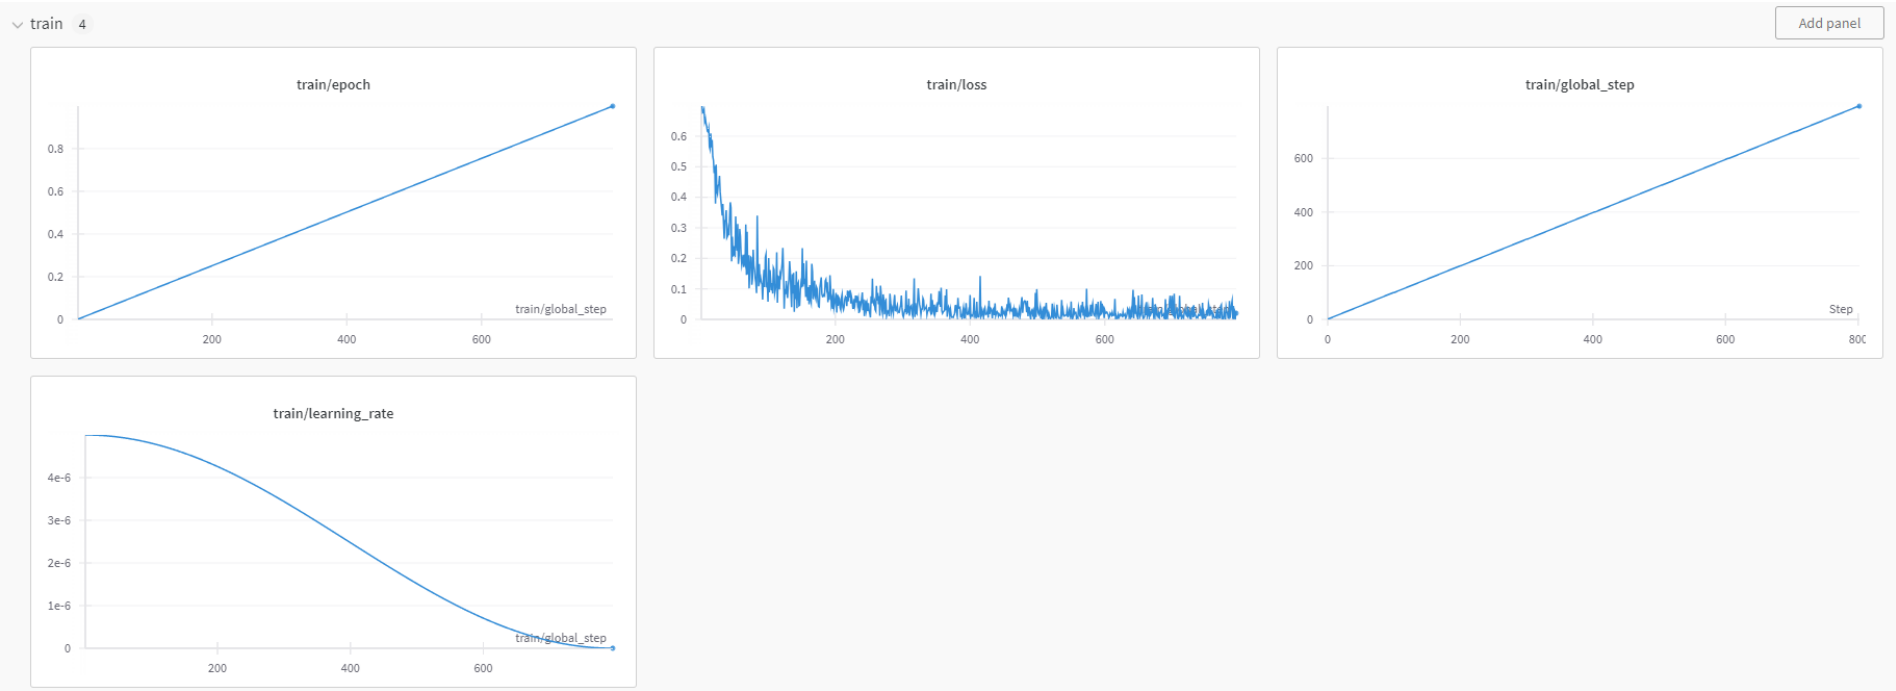 train 4
Add panel
train/epoch
0.8
0.6
0.4
0.2
0
train/global_step
200 400 600
train/loss
0.6
0.5
0.4
0.3
0.2
0.1
0
200 400 600
train/global_step
600
400
200
0
Step
0 200 400 600 800
train/learning_rate
4e-6
3e-6
2e-6
1e-6
0
train/global_step
200 400 600